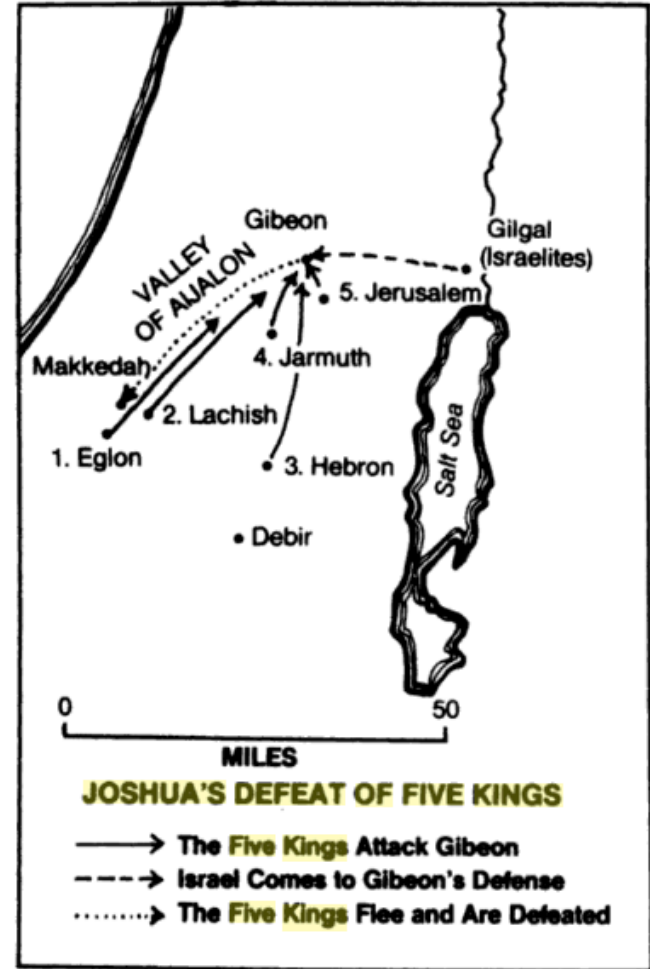 Gibeon
Gilgal
(Israelites)
VALLEY
OF AIJALON
5. Jerusalem
Makkedah
4. Jarmuth
2. Lachish
1. Eglon
3. Hebron
Salt Sea
Debir
0 50
MILES
JOSHUA'S DEFEAT OF FIVE KINGS
The Five Kings Attack Gibeon
Israel Comes to Gibeon's Defense
The Five Kings Flee and Are Defeated